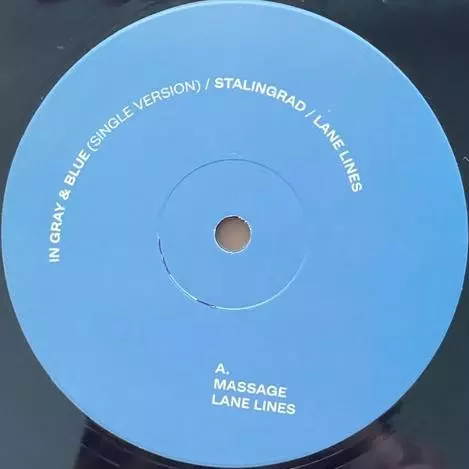 IN GRAY & BLUE (SINGLE VERSION) / STALINGRAD / LANE LINES
A.
MASSAGE
LANE LINES